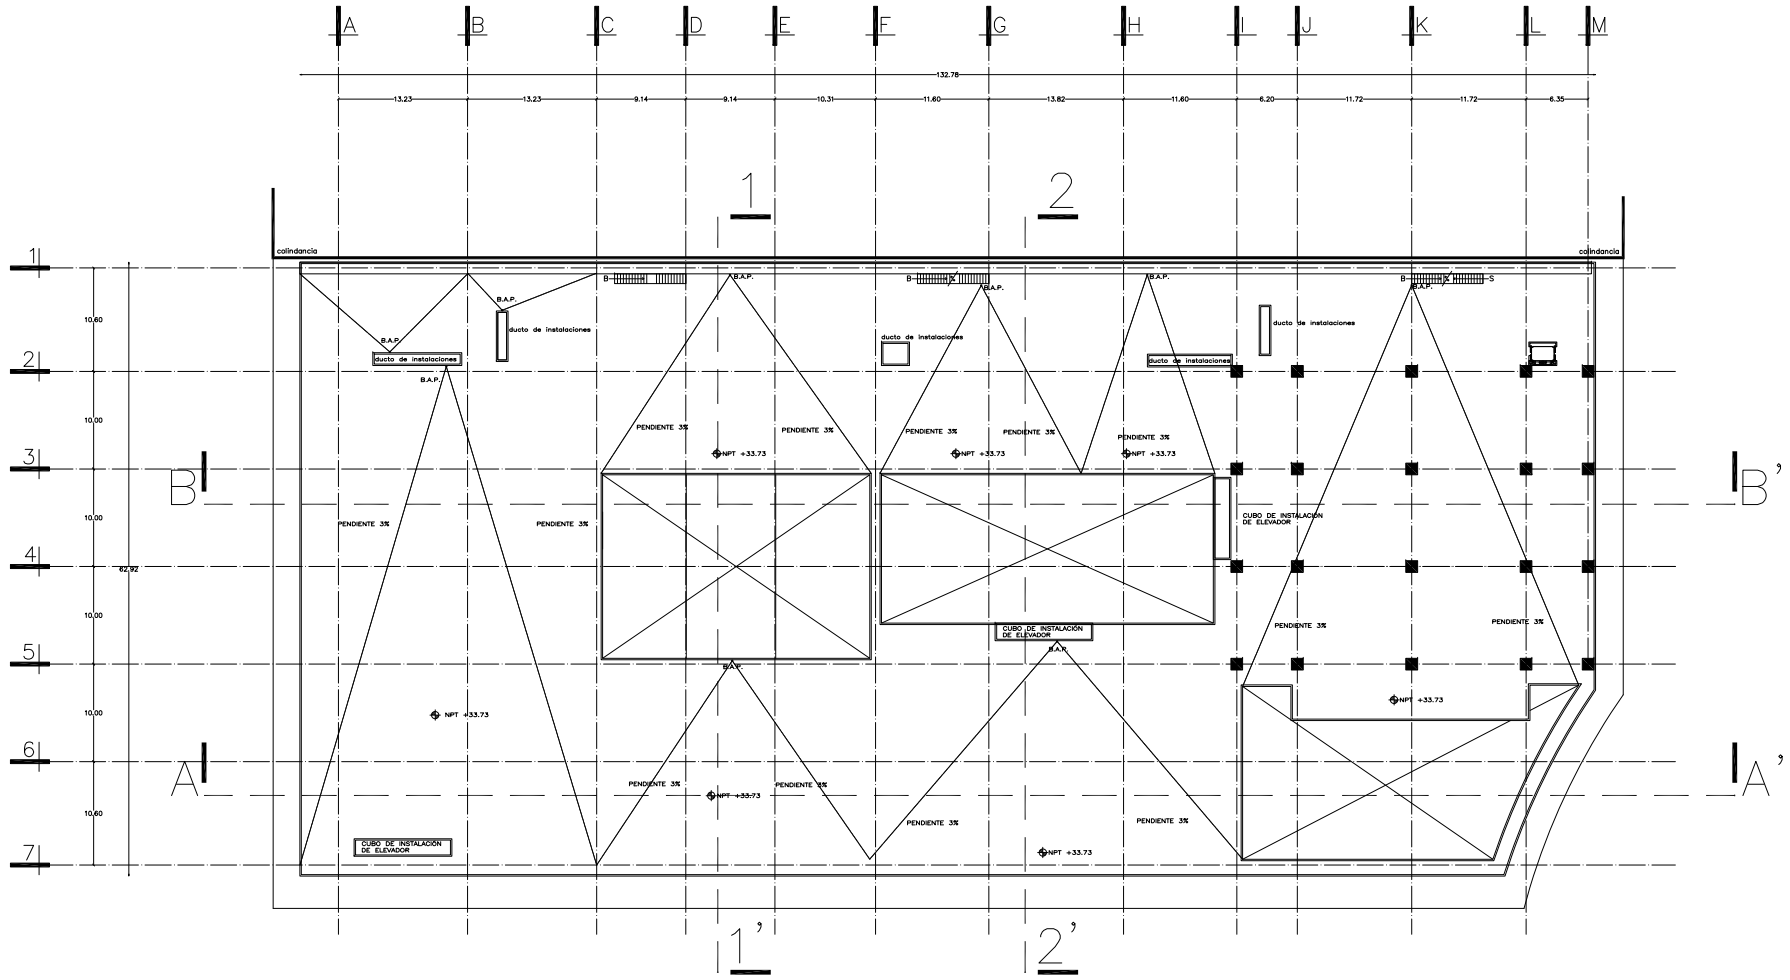 A B C D E F G H I J K L M
132.78
13.23 13.23 9.14 9.14 10.31 11.60 13.82 11.60 6.20 11.72 11.72 6.35
1 2
colindancia colindancia
1
B B B B S
B.A.P. B.A.P. B.A.P. B.A.P.
B.A.P.
10.60
ducto de instalaciones ducto de instalaciones
ducto de instalaciones
B.A.P.
2
ducto de instalaciones ducto de instalaciones
B.A.P.
10.00
PENDIENTE 3% PENDIENTE 3% PENDIENTE 3% PENDIENTE 3% PENDIENTE 3%
3
NPT +33.73 NPT +33.73 NPT +33.73
B B'
10.00
PENDIENTE 3% PENDIENTE 3%
CUBO DE INSTALACIÓN
DE ELEVADOR
4
62.92
10.00
PENDIENTE 3% PENDIENTE 3%
CUBO DE INSTALACIÓN
DE ELEVADOR
5
B.A.P. B.A.P.
NPT +33.73
10.00
NPT +33.73
6
A A'
PENDIENTE 3% PENDIENTE 3%
NPT +33.73
10.60
PENDIENTE 3% PENDIENTE 3%
CUBO DE INSTALACIÓN
DE ELEVADOR
7
NPT +33.73
1' 2'